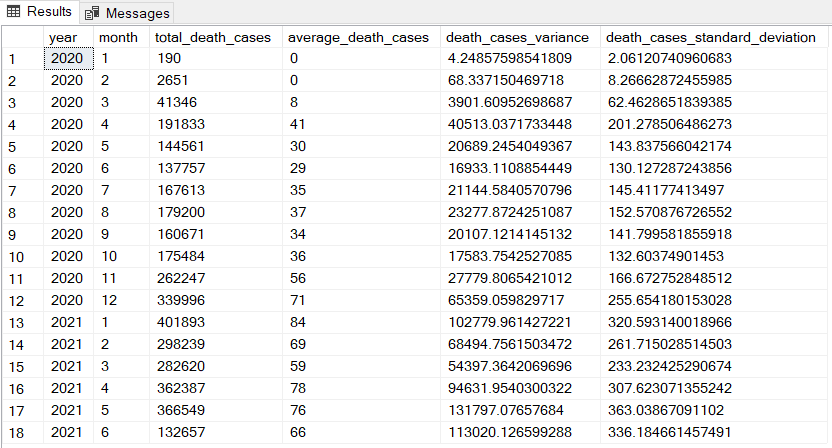 Results Messages
year month total_death_cases average_death_cases death_cases_variance death_cases_standard_deviation
1 2020 1 190 0 4.24857598541809 2.06120740960683
2 2020 2 2651 0 68.337150469718 8.26662872455985
3 2020 3 41346 8 3901.60952698687 62.4628651839385
4 2020 4 191833 41 40513.0371733448 201.278506486273
5 2020 5 144561 30 20689.2454049367 143.837566042174
6 2020 6 137757 29 16933.1108854449 130.127287243856
7 2020 7 167613 35 21144.5840570796 145.41177413497
8 2020 8 179200 37 23277.8724251087 152.570876726552
9 2020 9 160671 34 20107.1214145132 141.799581855918
10 2020 10 175484 36 17583.7542527085 132.60374901453
11 2020 11 262247 56 27779.8065421012 166.672752848512
12 2020 12 339996 71 65359.059829717 255.654180153028
13 2021 1 401893 84 102779.961427221 320.593140018966
14 2021 2 298239 69 68494.7561503472 261.715028514503
15 2021 3 282620 59 54397.3642069696 233.232425290674
16 2021 4 362387 78 94631.9540300322 307.623071355242
17 2021 5 366549 76 131797.07657684 363.03867091102
18 2021 6 132657 66 113020.126599288 336.184661457491